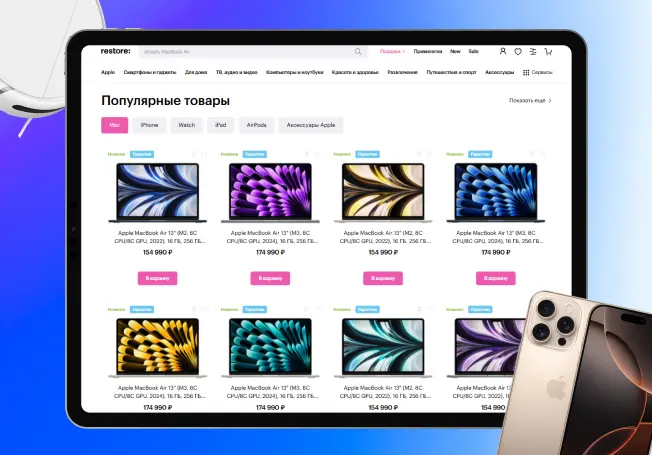 restore:
Искать MacBook Air
Подарки Привилегии New Sale
Apple Смартфоны и гаджеты Для дома ТВ, аудио и видео Компьютеры и ноутбуки Красота и здоровье Развлечения Путешествия и спорт Аксессуары Сервисы
Популярные товары
Показать ещё >
Mac iPhone Watch iPad AirPods Аксессуары Apple
Новинка Гарантия Новинка Гарантия Новинка Гарантия Новинка Гарантия
Apple MacBook Air 13" (M2, 8C CPU/8C GPU, 2022), 16 ГБ, 256 ГБ...
154 990 ₽
В корзину
Apple MacBook Air 13" (M3, 8C CPU/8C GPU, 2024), 16 ГБ, 256 ГБ...
174 990 ₽
В корзину
Apple MacBook Air 13" (M2, 8C CPU/8C GPU, 2022), 16 ГБ, 256 ГБ...
154 990 ₽
В корзину
Apple MacBook Air 13" (M3, 8C CPU/8C GPU, 2024), 16 ГБ, 256 ГБ...
174 990 ₽
В корзину
Новинка Гарантия Новинка Гарантия Новинка Гарантия Новинка Гарантия
Apple MacBook Air 13" (M3, 8C CPU/8C GPU, 2024), 16 ГБ, 256 ГБ...
174 990 ₽
Apple MacBook Air 13" (M3, 8C CPU/8C GPU, 2024), 16 ГБ, 256 ГБ...
174 990 ₽
Apple MacBook Air 13" (M2, 8C CPU/8C GPU, 2022), 16 ГБ, 256 ГБ...
154 990 ₽
Apple MacBook Air 13"
CPU/8C GPU, 2022), 16
154 990